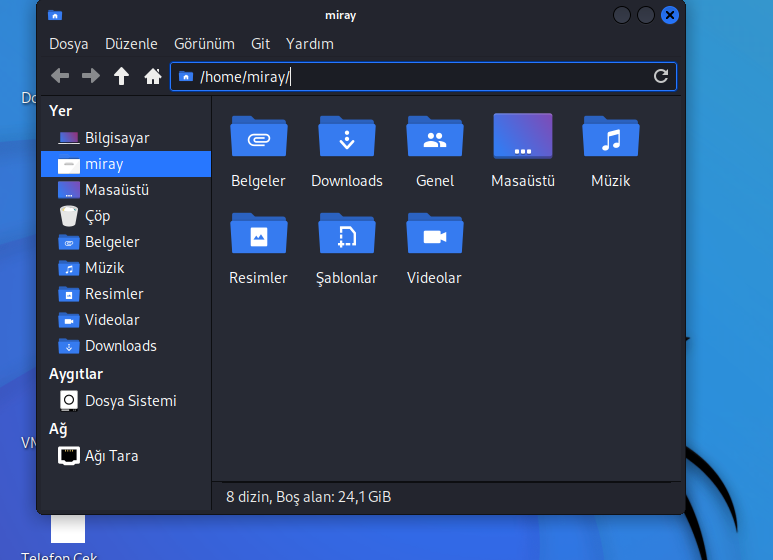 miray
Dosya Düzenle Görünüm Git Yardım
/home/miray/
Yer
Bilgisayar
miray
Masaüstü
Çöp
Belgeler
Müzik
Resimler
Videolar
Downloads
Aygıtlar
Dosya Sistemi
Ağ
Ağı Tara
Belgeler Downloads Genel Masaüstü Müzik
Resimler Şablonlar Videolar
8 dizin, Boş alan: 24,1 GiB
Telefon Çek